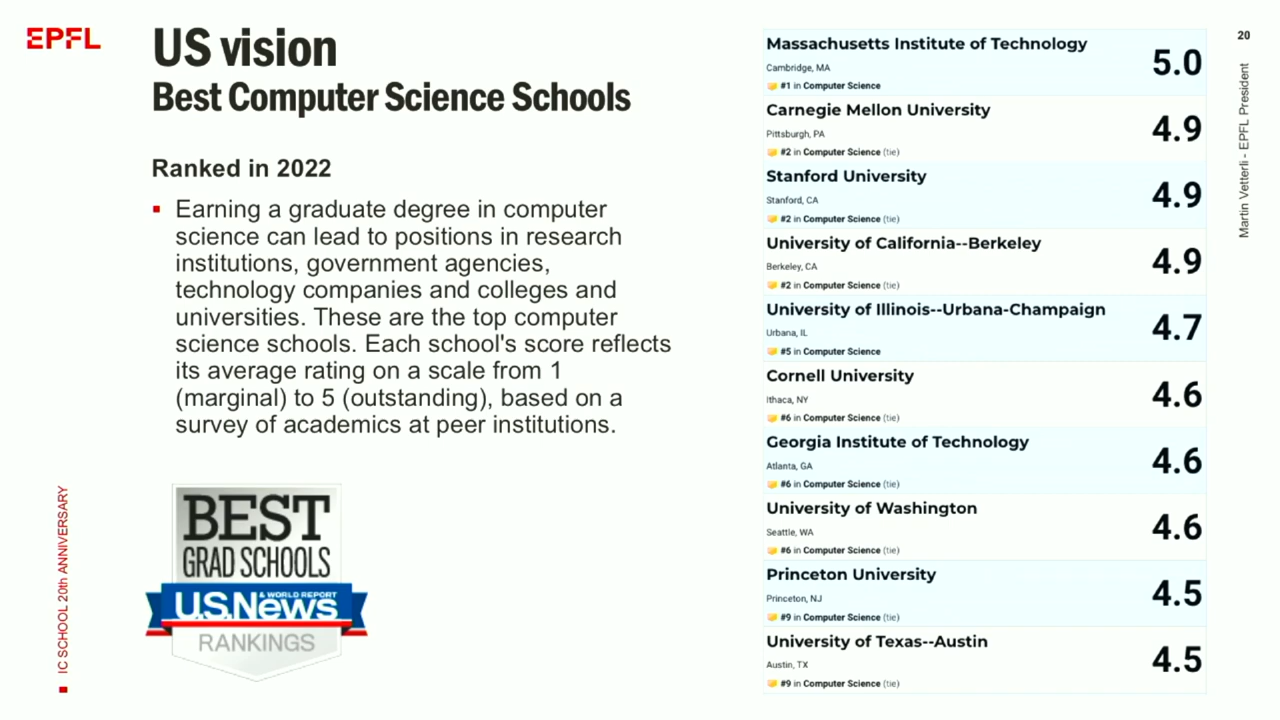 EPFL
US vision
Best Computer Science Schools
Ranked in 2022
Earning a graduate degree in computer
science can lead to positions in research
institutions, government agencies,
technology companies and colleges and
universities. These are the top computer
science schools. Each school's score reflects
its average rating on a scale from 1
(marginal) to 5 (outstanding), based on a
survey of academics at peer institutions.
BEST
GRAD SCHOOLS
U.S.News
& WORLD REPORT
RANKINGS
IC SCHOOL 20th ANNIVERSARY
Massachusetts Institute of Technology
Cambridge, MA
#1 in Computer Science
5.0
Carnegie Mellon University
Pittsburgh, PA
#2 in Computer Science (tie)
4.9
Stanford University
Stanford, CA
#2 in Computer Science (tie)
4.9
University of California--Berkeley
Berkeley, CA
#2 in Computer Science (tie)
4.9
University of Illinois--Urbana-Champaign
Urbana, IL
#5 in Computer Science
4.7
Cornell University
Ithaca, NY
#6 in Computer Science (tie)
4.6
Georgia Institute of Technology
Atlanta, GA
#6 in Computer Science (tie)
4.6
University of Washington
Seattle, WA
#6 in Computer Science (tie)
4.6
Princeton University
Princeton, NJ
#9 in Computer Science (tie)
4.5
University of Texas--Austin
Austin, TX
#9 in Computer Science (tie)
4.5
20
Martin Vetterli - EPFL President